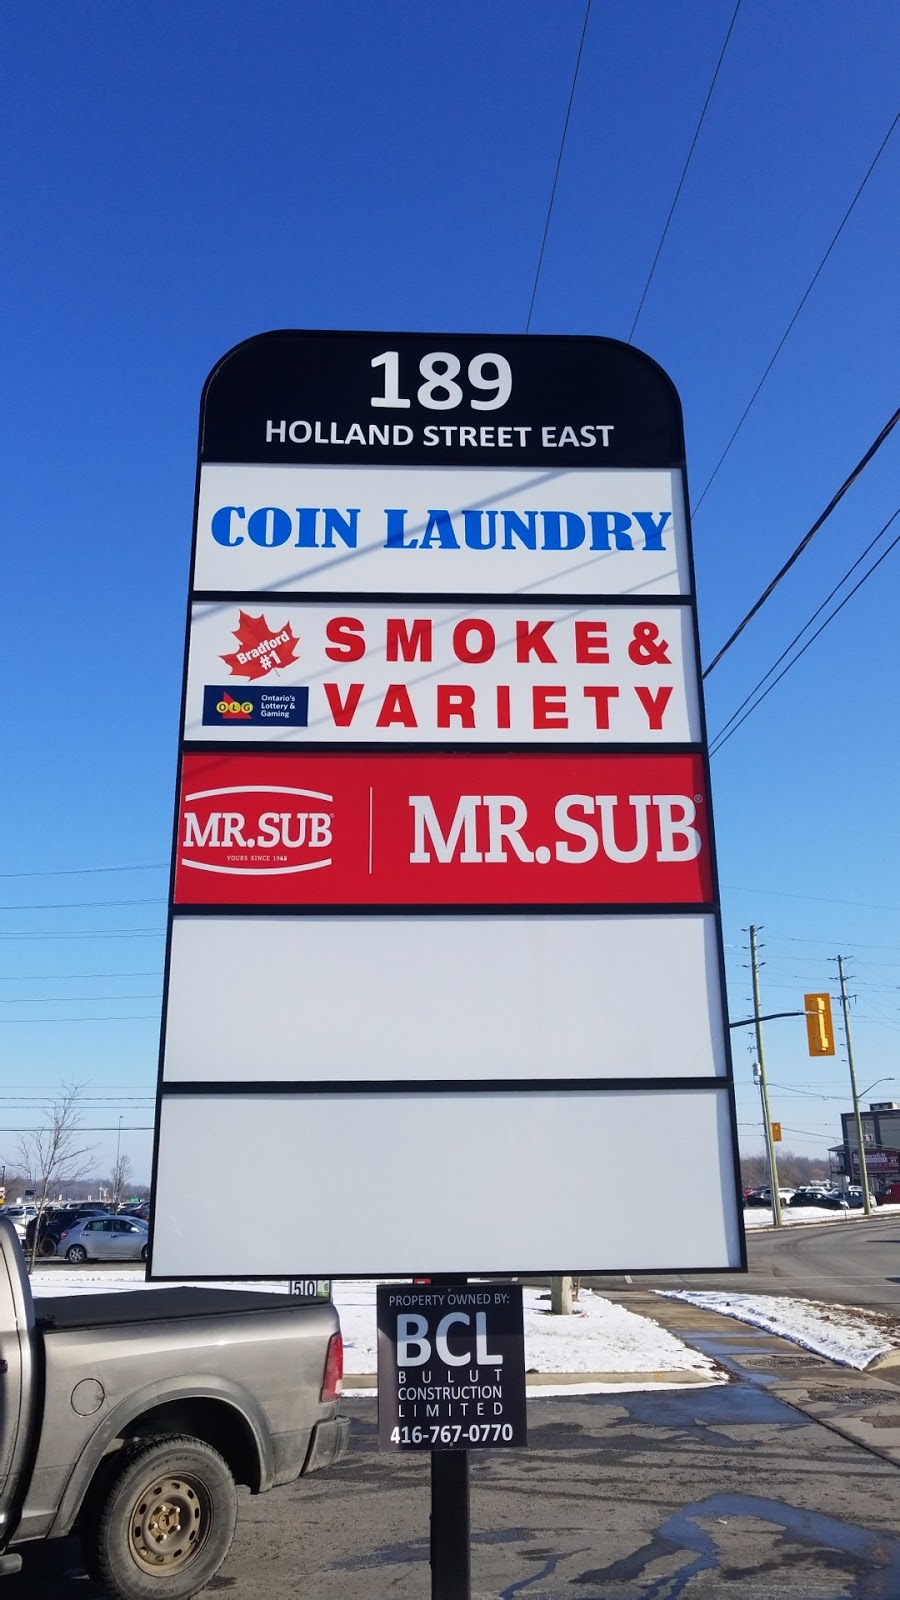 189
HOLLAND STREET EAST
COIN LAUNDRY
Bradford
#1
SMOKE &
VARIETY
OLG
Ontario's
Lottery &
Gaming
MR.SUB®
YOURS SINCE 1968
MR.SUB®
PROPERTY OWNED BY:
BCL
BULUT
CONSTRUCTION
LIMITED
416-767-0770